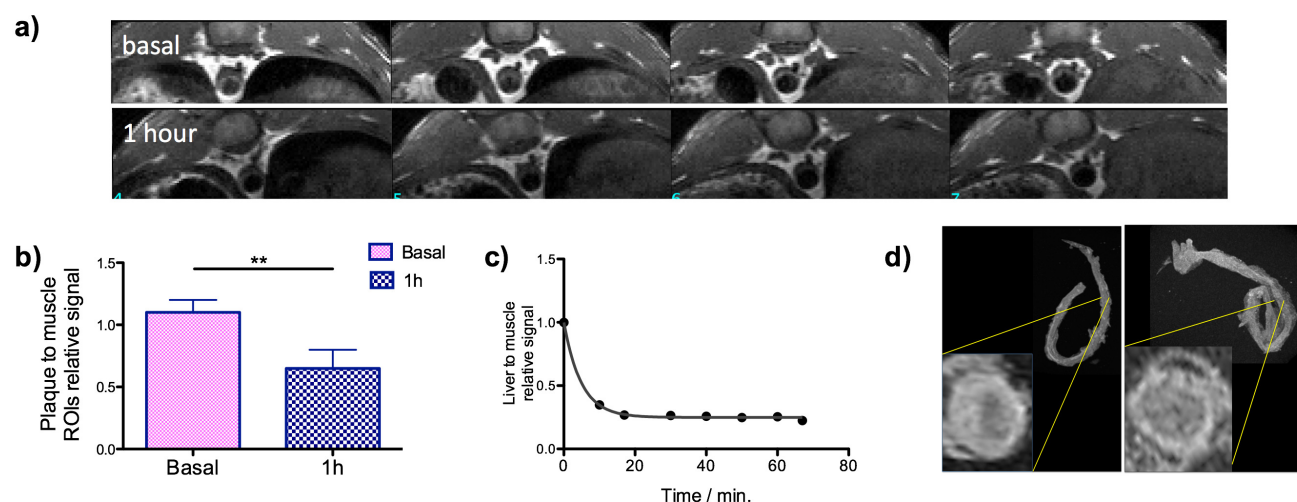 a)
basal
1 hour
4
5
6
7
b)
Plaque to muscle
ROIs relative signal
1.5
1.0
0.5
0.0
**
Basal
1h
Basal
1h
c)
Liver to muscle
relative signal
1.5
1.0
0.5
0.0
0
20
40
60
80
Time / min.
d)